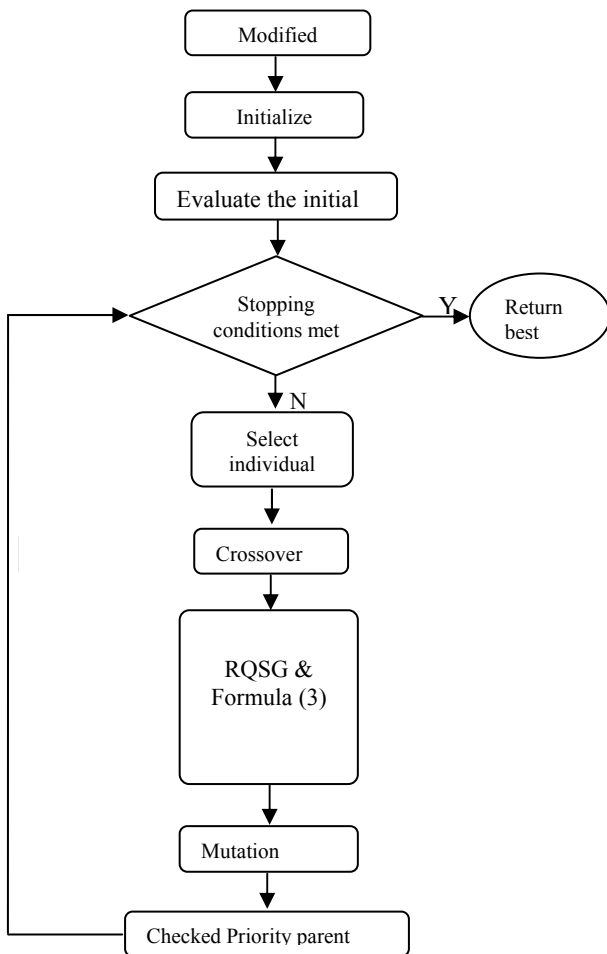 Modified
Initialize
Evaluate the initial
Stopping
conditions met
Y
Return
best
N
Select
individual
Crossover
RQSG &
Formula (3)
Mutation
Checked Priority parent